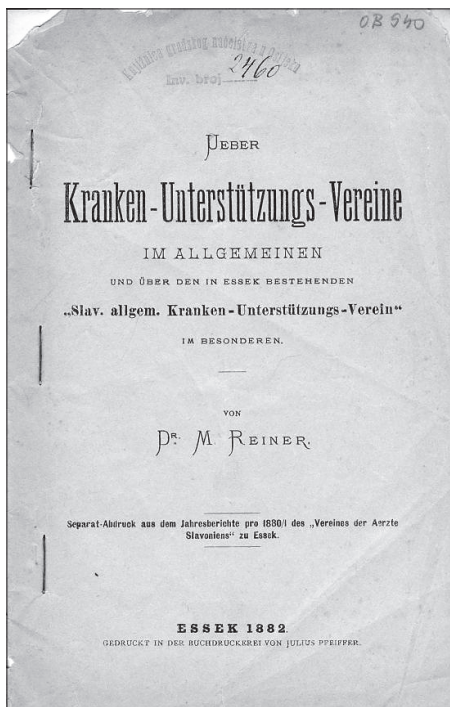 OB 940
Env. broj 2460
UEBER
Kranken-Unterstützungs-Vereine
IM ALLGEMEINEN
UND ÜBER DEN IN ESSEK BESTEHENDEN
„Slav. allgem. Kranken-Unterstützungs-Verein“
IM BESONDEREN.
VON
DR. M. REINER.
Separat-Abdruck aus dem Jahresberichte pro 1880/1 des „Vereines der Aerzte
Slavoniens“ zu Essek.
ESSEK 1882.
GEDRUCKT IN DER BUCHDRUCKEREI VON JULIUS PFEIFFER.